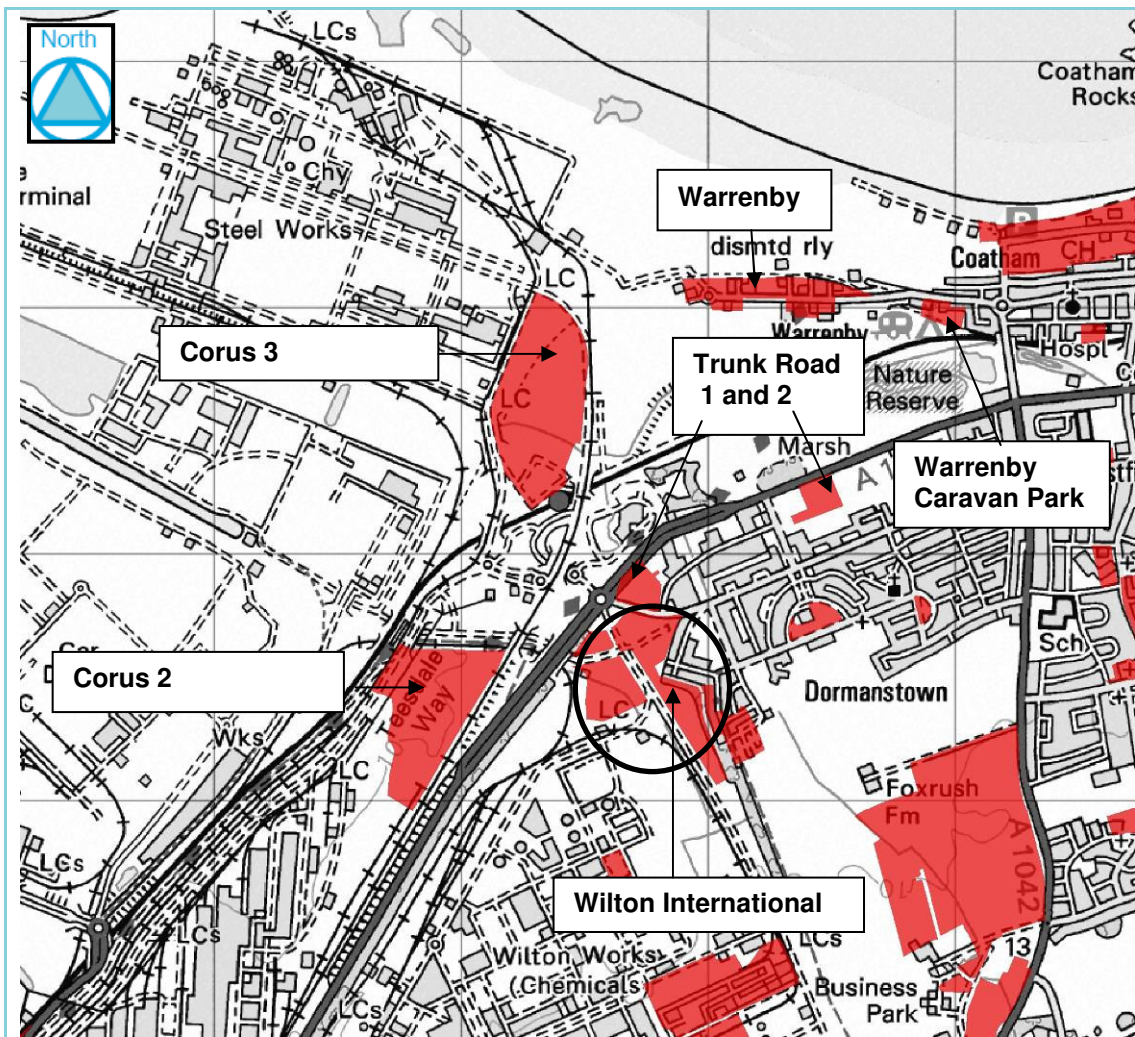 North
LCs
Coatham
Rocks
Chy
rminal
Steel Works
Warrenby
dismtd rly
P
Coatham
CH
LC
Warrenby
Hospl
Corus 3
Trunk Road
1 and 2
Nature
Reserve
LC
Marsh
A 1
Warrenby
Caravan Park
Sch
Corus 2
Teesdale
Way
Dormanstown
LC
Wks
LC
Foxrush
Fm
A 1042
LCs
10
Wilton International
LCs
LCs
13
Wilton Works
(Chemicals)
Business
Park
LCs